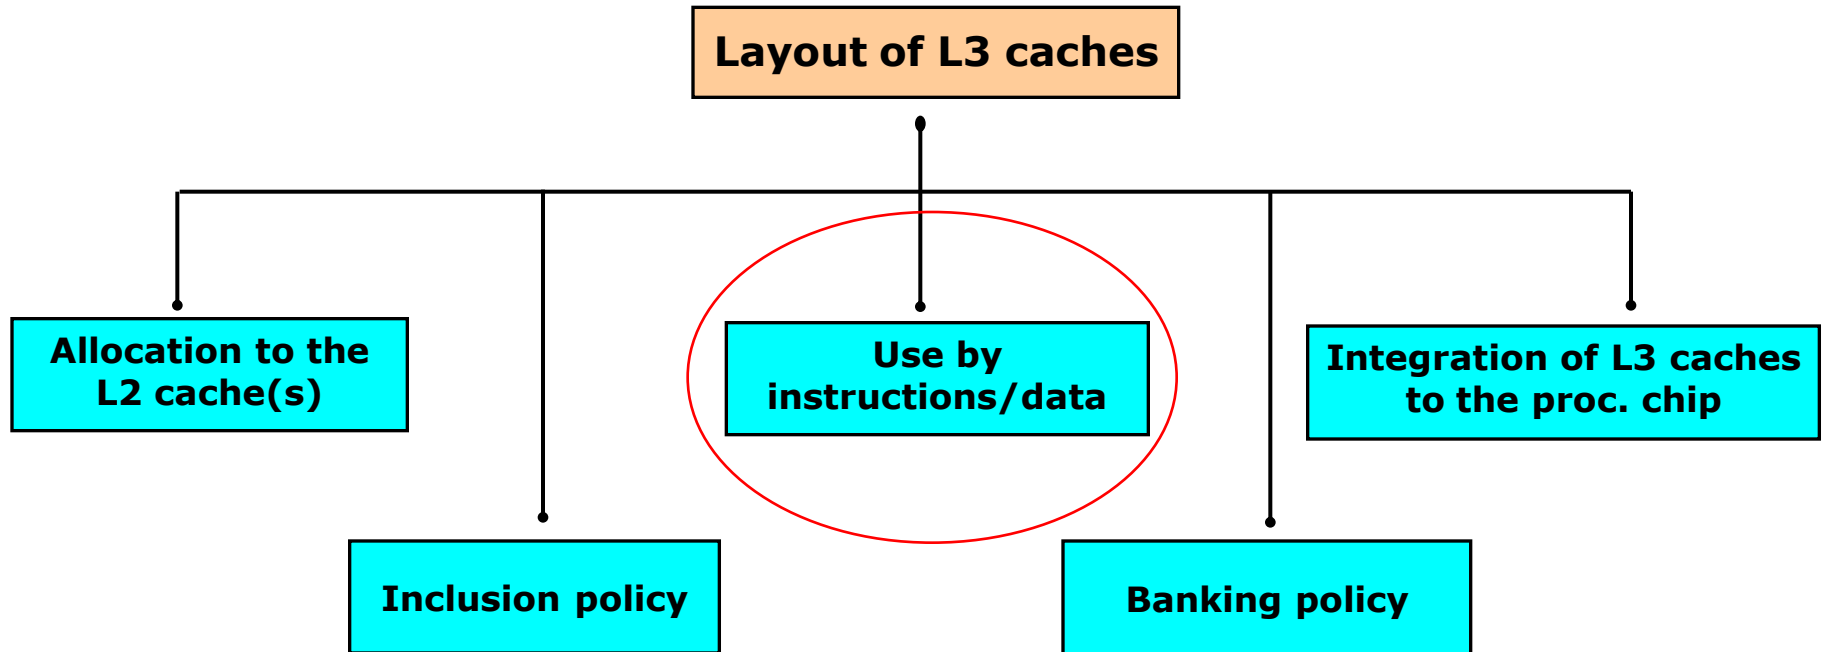 Layout of L3 caches
Allocation to the
L2 cache(s)
Use by
instructions/data
Integration of L3 caches
to the proc. chip
Inclusion policy
Banking policy